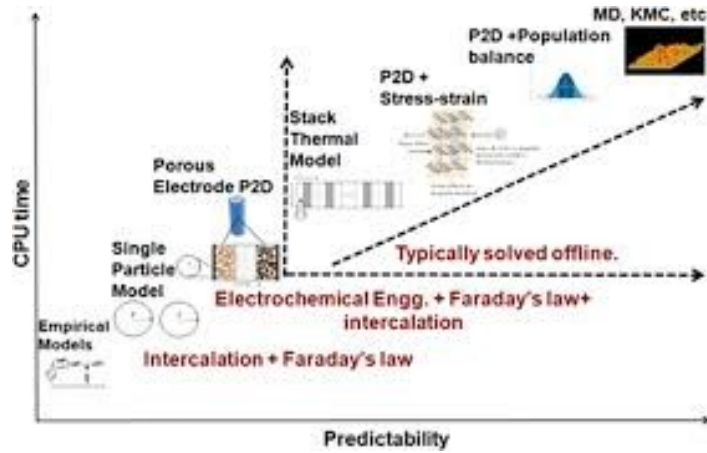 MD, KMC, etc
P2D +Population
balance
P2D +
Stress-strain
Stack
Thermal
Model
Porous
Electrode P2D
Single
Particle
Model
Empirical
Models
CPU time
Typically solved offline.
Electrochemical Engg. + Faraday's law+
intercalation
Intercalation + Faraday's law
Predictability